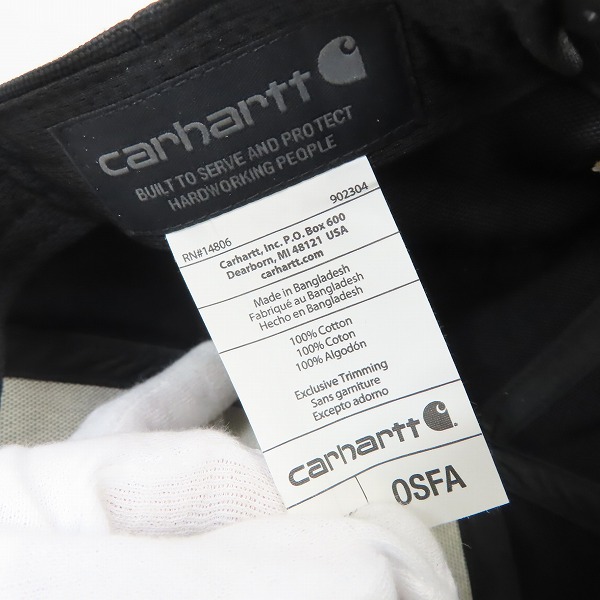 carhartt
BUILT TO SERVE AND PROTECT
HARDWORKING PEOPLE
RN#14806 902304
Carhartt, Inc. P.O. Box 600
Dearborn, MI 48121 USA
carhartt.com
Made in Bangladesh
Fabriqué au Bangladesh
Hecho en Bangladesh
100% Cotton
100% Coton
100% Algodón
Exclusive Trimming
Sans garniture
Excepto adorno
carhartt
OSFA